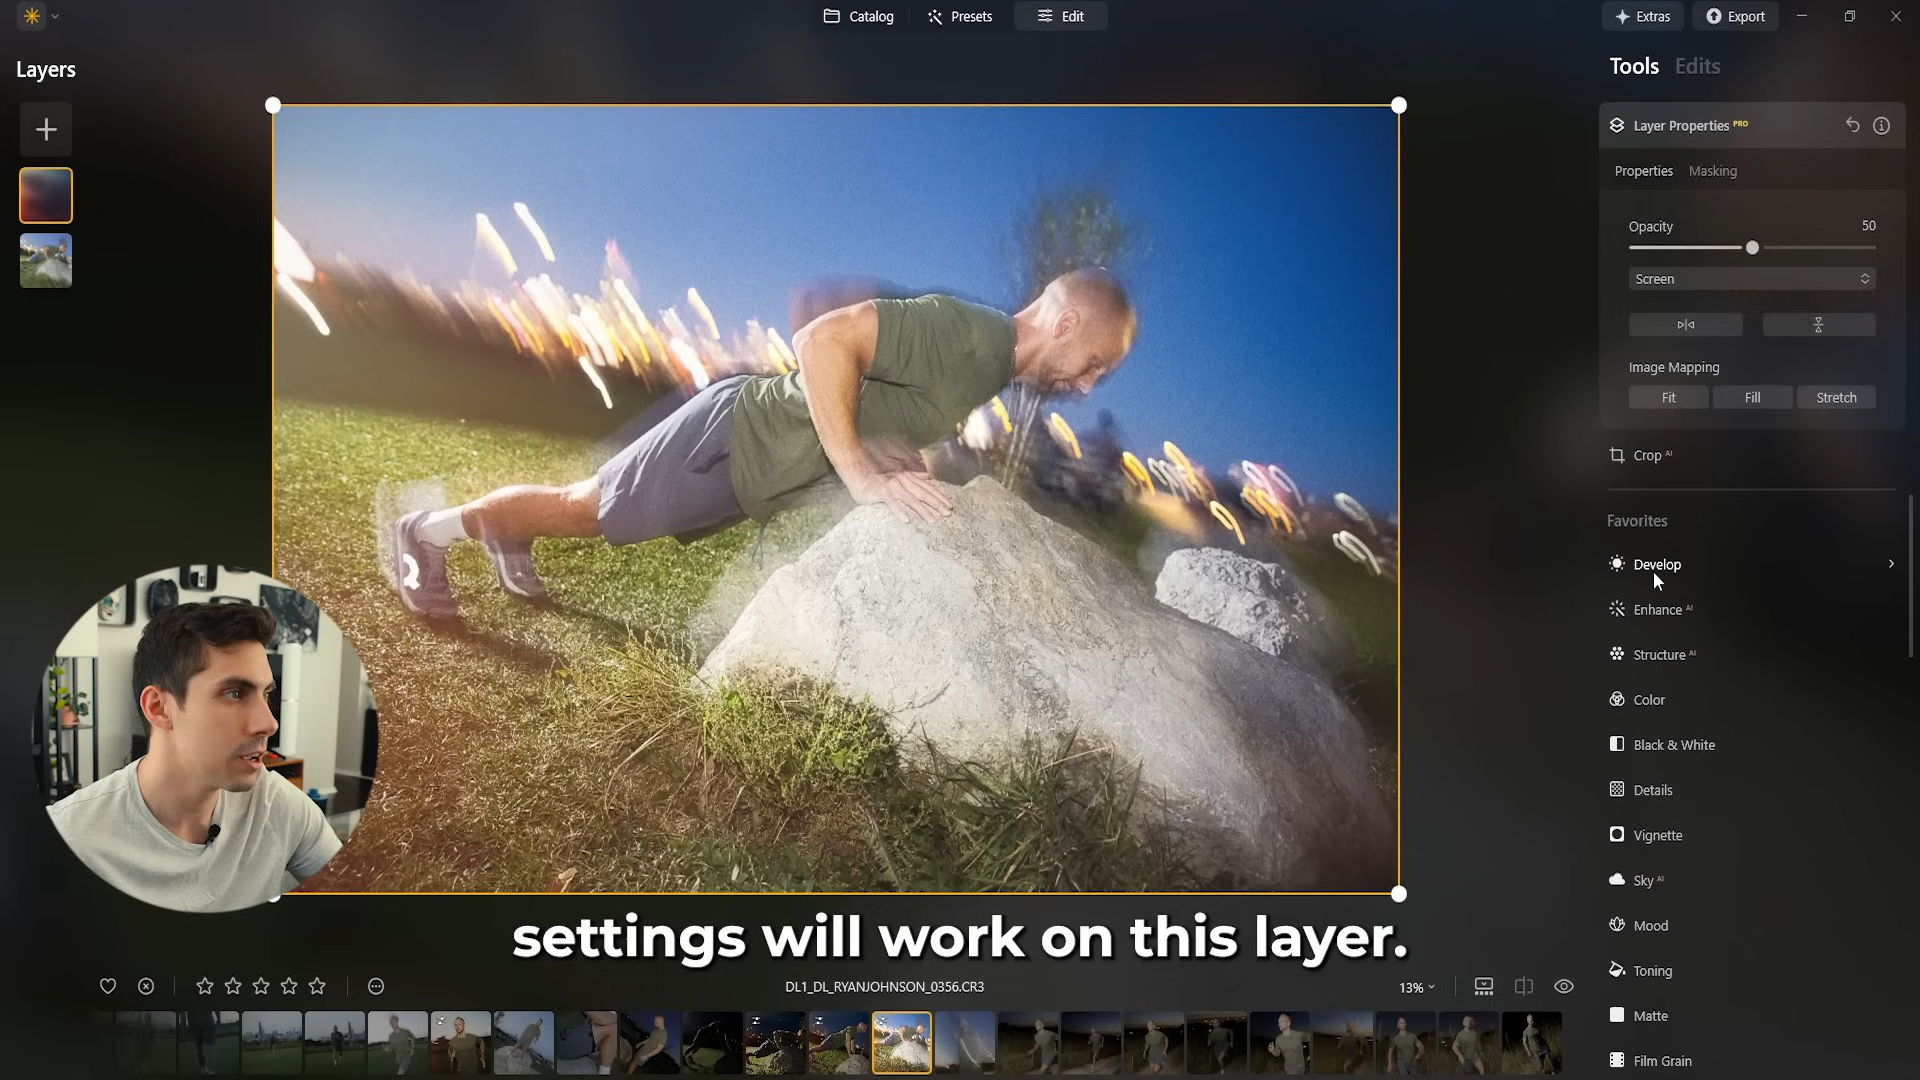 Catalog
Presets
Edit
Extras
Export
Layers
Tools Edits
Layer Properties PRO
Properties Masking
Opacity 50
Screen
Image Mapping
Fit Fill Stretch
Crop AI
Favorites
Develop
Enhance AI
Structure AI
Color
Black & White
Details
Vignette
Sky AI
Mood
Toning
Matte
Film Grain
settings will work on this layer.
DL1_DL_RYANJOHNSON_0356.CR3
13%